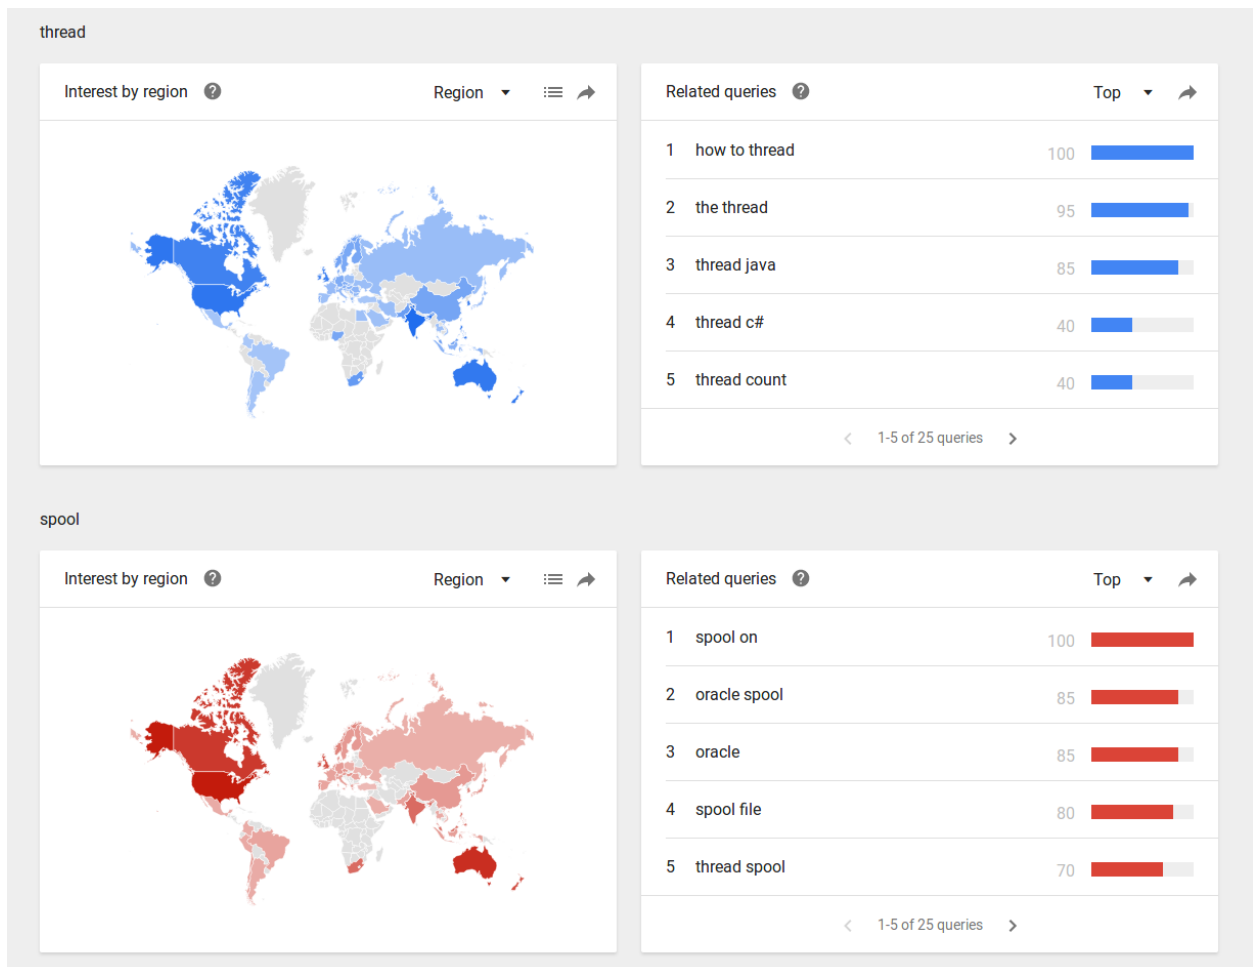 thread
Interest by region ? Region
Related queries ? Top
1 how to thread 100
2 the thread 95
3 thread java 85
4 thread c# 40
5 thread count 40
1-5 of 25 queries
spool
Interest by region ? Region
Related queries ? Top
1 spool on 100
2 oracle spool 85
3 oracle 85
4 spool file 80
5 thread spool 70
1-5 of 25 queries